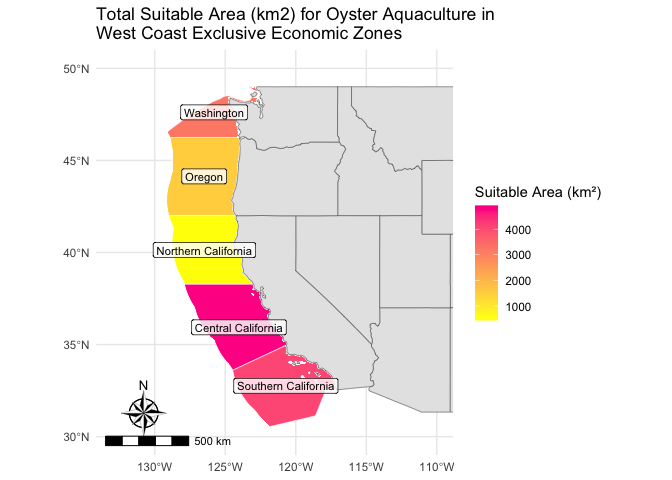 Total Suitable Area (km2) for Oyster Aquaculture in
West Coast Exclusive Economic Zones
50°N
45°N
40°N
35°N
30°N
Washington
Oregon
Northern California
Central California
Southern California
N
500 km
130°W 125°W 120°W 115°W 110°W
Suitable Area (km²)
4000
3000
2000
1000